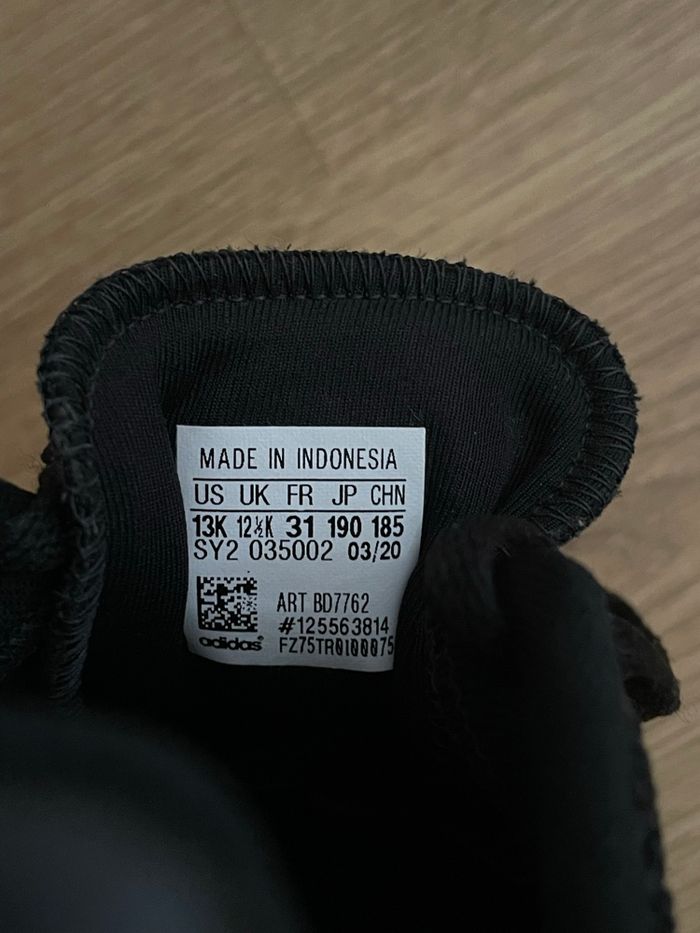 MADE IN INDONESIA
US UK FR JP CHN
13K 12½K 31 190 185
SY2 035002 03/20
ART BD7762
#125563814
adidas® FZ75TR0100075